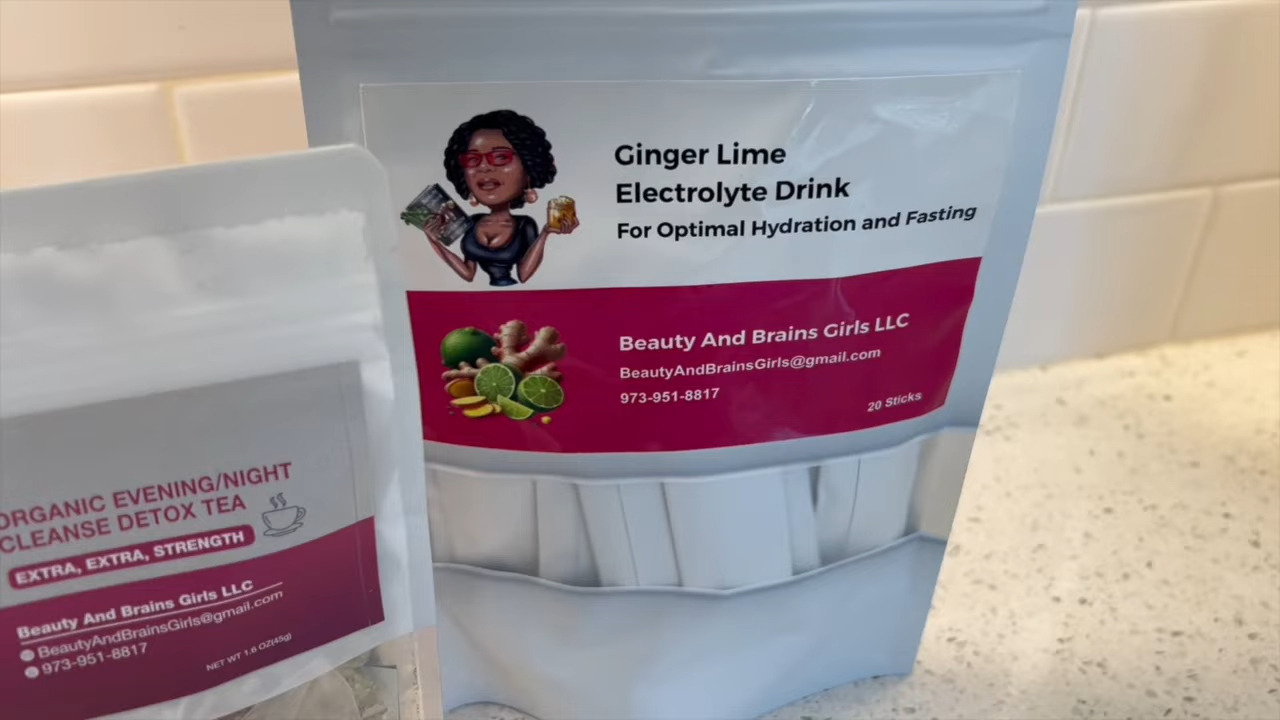 Ginger Lime
Electrolyte Drink
For Optimal Hydration and Fasting
Beauty And Brains Girls LLC
BeautyAndBrainsGirls@gmail.com
973-951-8817
20 Sticks
ORGANIC EVENING/NIGHT
CLEANSE DETOX TEA
EXTRA, EXTRA, STRENGTH
Beauty And Brains Girls LLC
BeautyAndBrainsGirls@gmail.com
973-951-8817
NET WT 1.6 OZ(45g)